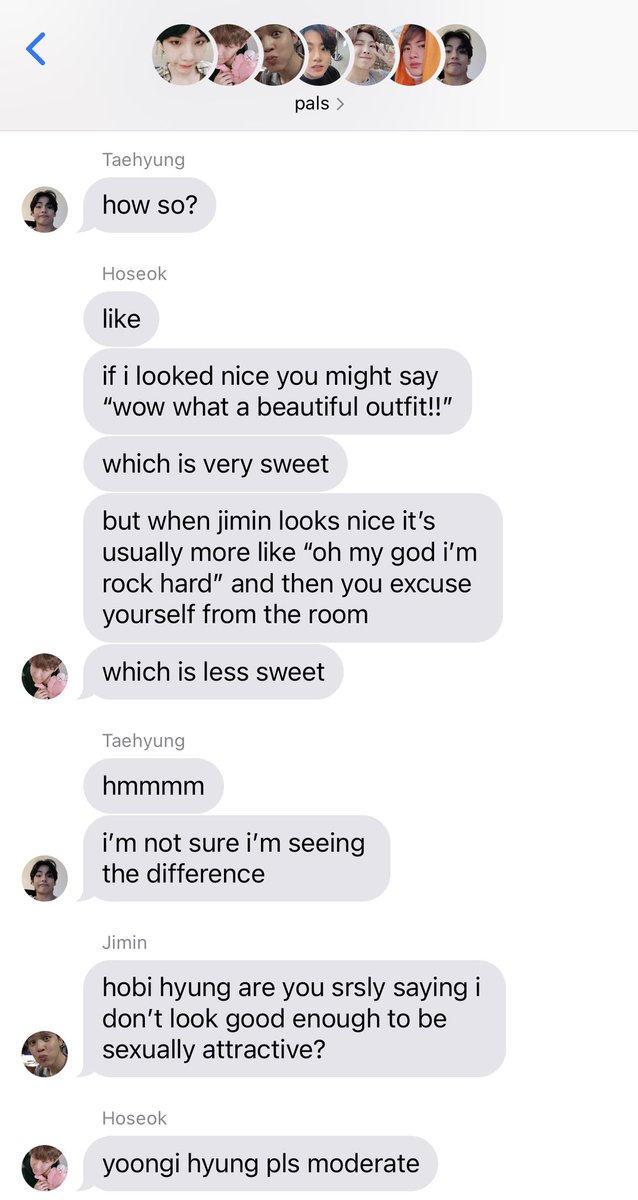 pals
Taehyung
how so?
Hoseok
like
if i looked nice you might say
“wow what a beautiful outfit!!”
which is very sweet
but when jimin looks nice it’s
usually more like “oh my god i’m
rock hard” and then you excuse
yourself from the room
which is less sweet
Taehyung
hmmmm
i’m not sure i’m seeing
the difference
Jimin
hobi hyung are you srsly saying i
don’t look good enough to be
sexually attractive?
Hoseok
yoongi hyung pls moderate